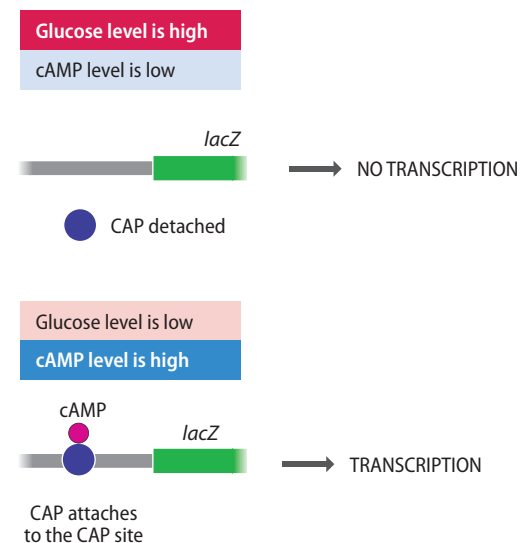 Glucose level is high
cAMP level is low
lacZ
NO TRANSCRIPTION
CAP detached
Glucose level is low
cAMP level is high
cAMP
lacZ
TRANSCRIPTION
CAP attaches
to the CAP site